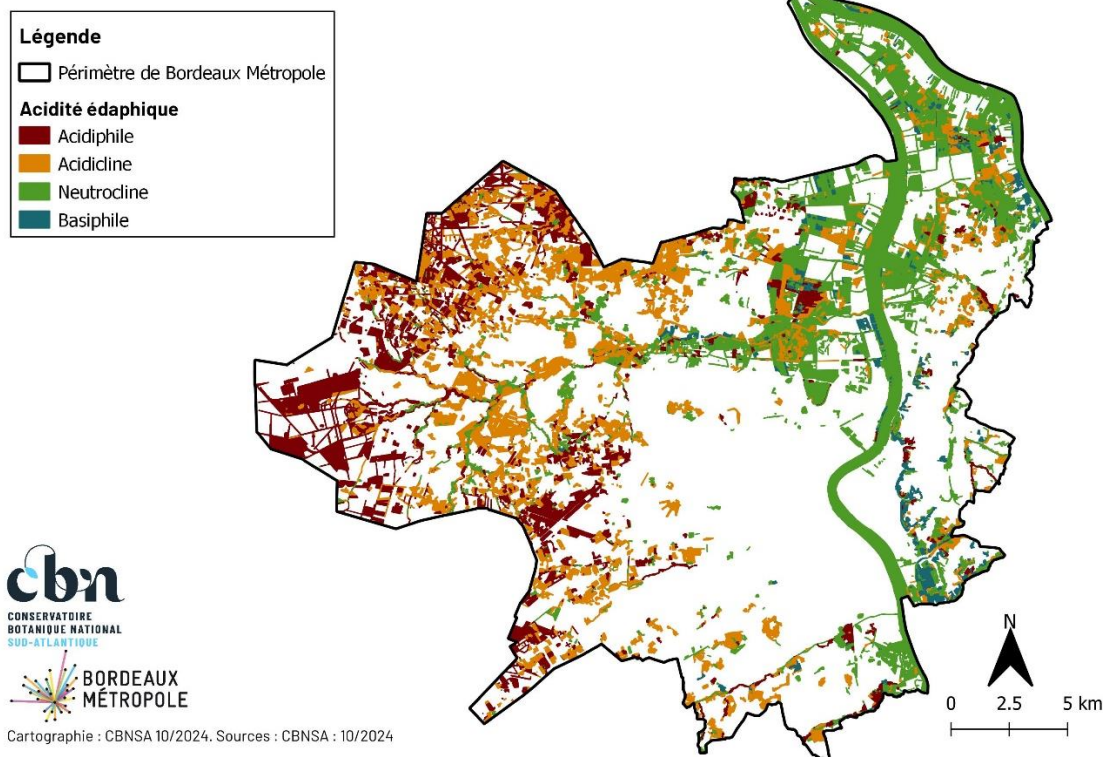 Légende
Périmètre de Bordeaux Métropole
Acidité édaphique
Acidiphile
Acidicline
Neutrocline
Basiphile
cbn
CONSERVATOIRE
BOTANIQUE NATIONAL
SUD-ATLANTIQUE
BORDEAUX
MÉTROPOLE
N
0 2.5 5 km
Cartographie : CBNSA 10/2024. Sources : CBNSA : 10/2024